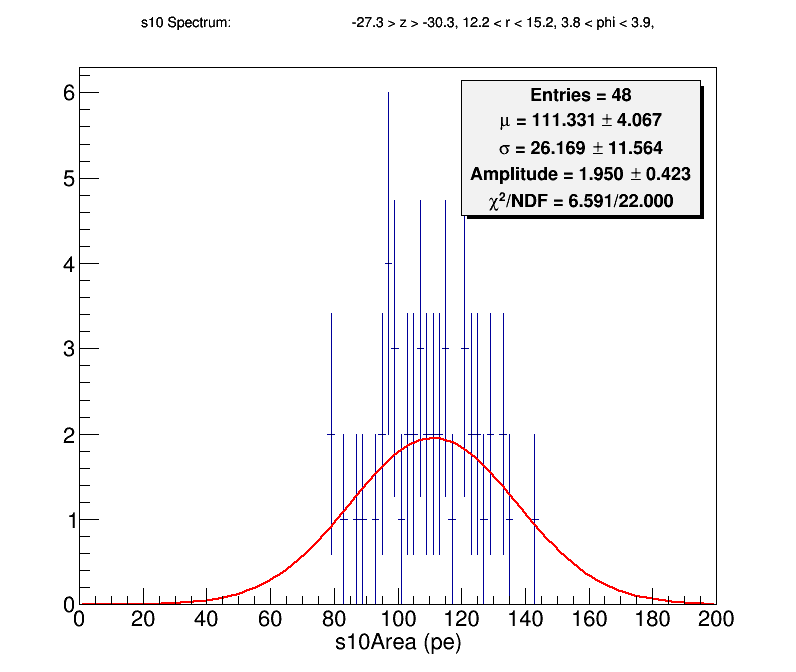 s10 Spectrum: -27.3 > z > -30.3, 12.2 < r < 15.2, 3.8 < phi < 3.9,
Entries = 48
μ = 111.331 ± 4.067
σ = 26.169 ± 11.564
Amplitude = 1.950 ± 0.423
χ²/NDF = 6.591/22.000
6
5
4
3
2
1
0
0 20 40 60 80 100 120 140 160 180 200
s10Area (pe)